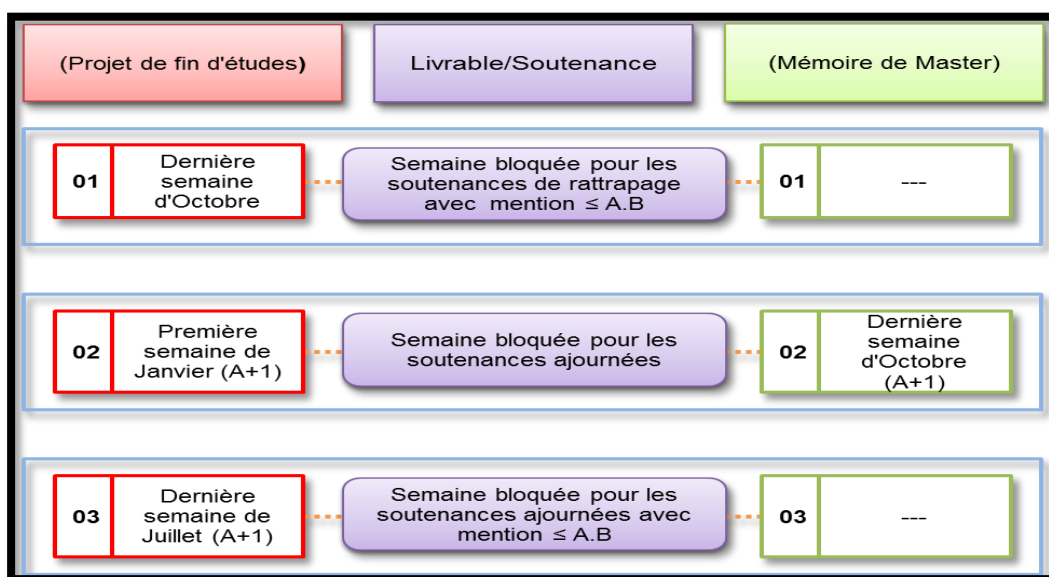 (Projet de fin d'études)
Livrable/Soutenance
(Mémoire de Master)
01
Dernière
semaine
d'Octobre
Semaine bloquée pour les
soutenances de rattrapage
avec mention ≤ A.B
01
---
02
Première
semaine de
Janvier (A+1)
Semaine bloquée pour les
soutenances ajournées
02
Dernière
semaine
d'Octobre
(A+1)
03
Dernière
semaine de
Juillet (A+1)
Semaine bloquée pour les
soutenances ajournées avec
mention ≤ A.B
03
---